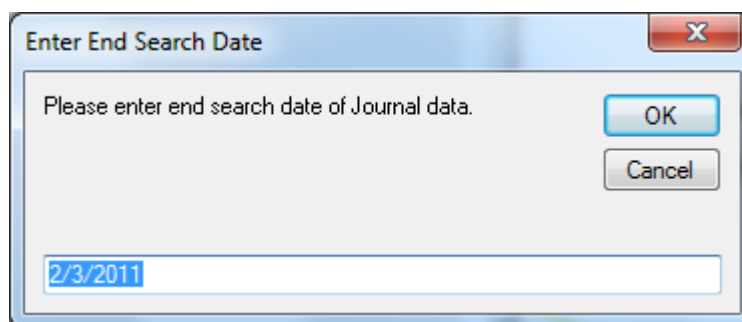 Enter End Search Date
Please enter end search date of Journal data.
OK
Cancel
2/3/2011